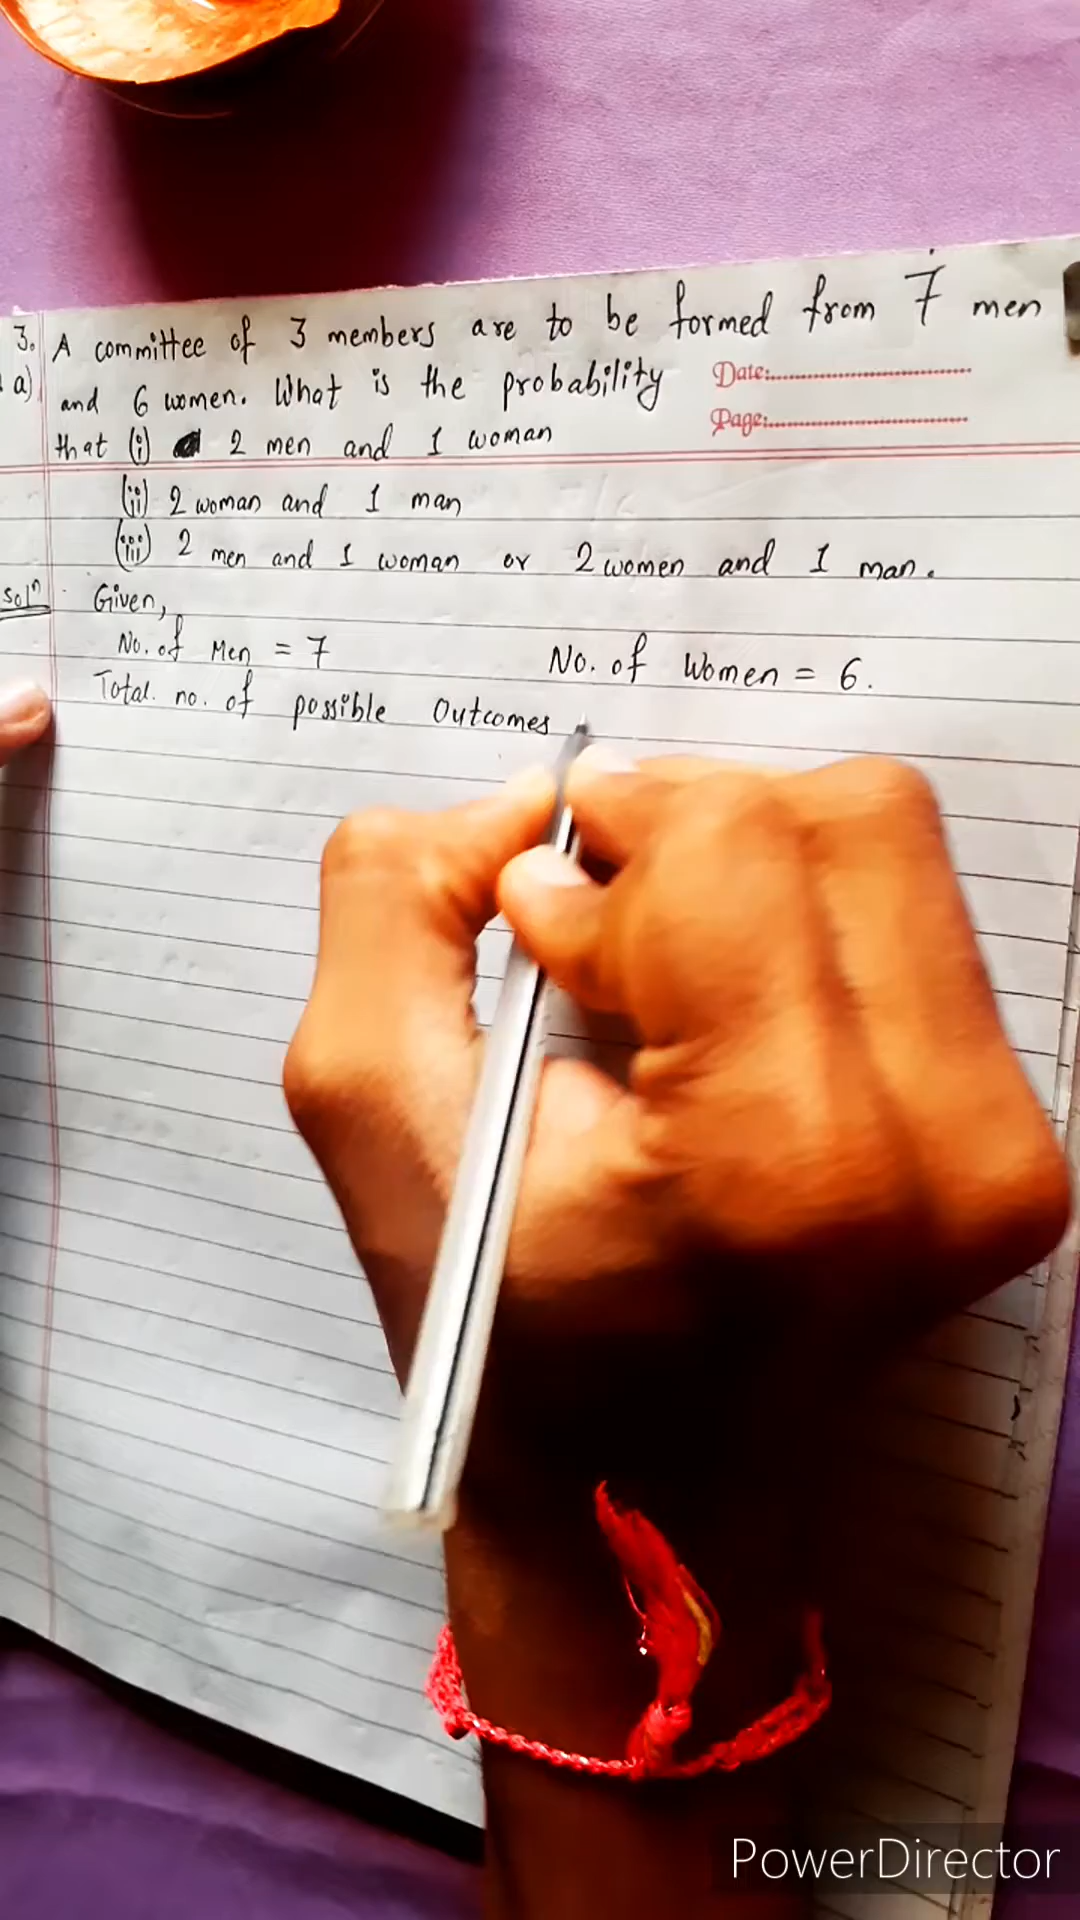 3. A committee of 3 members are to be formed from 7 men
a) and 6 women. What is the probability
Date:
Page:
that (i) 2 men and 1 woman
(ii) 2 woman and 1 man
(iii) 2 men and 1 woman or 2 women and 1 man.
Solⁿ Given,
No. of Men = 7 No. of Women = 6.
Total. no. of possible Outcomes
PowerDirector